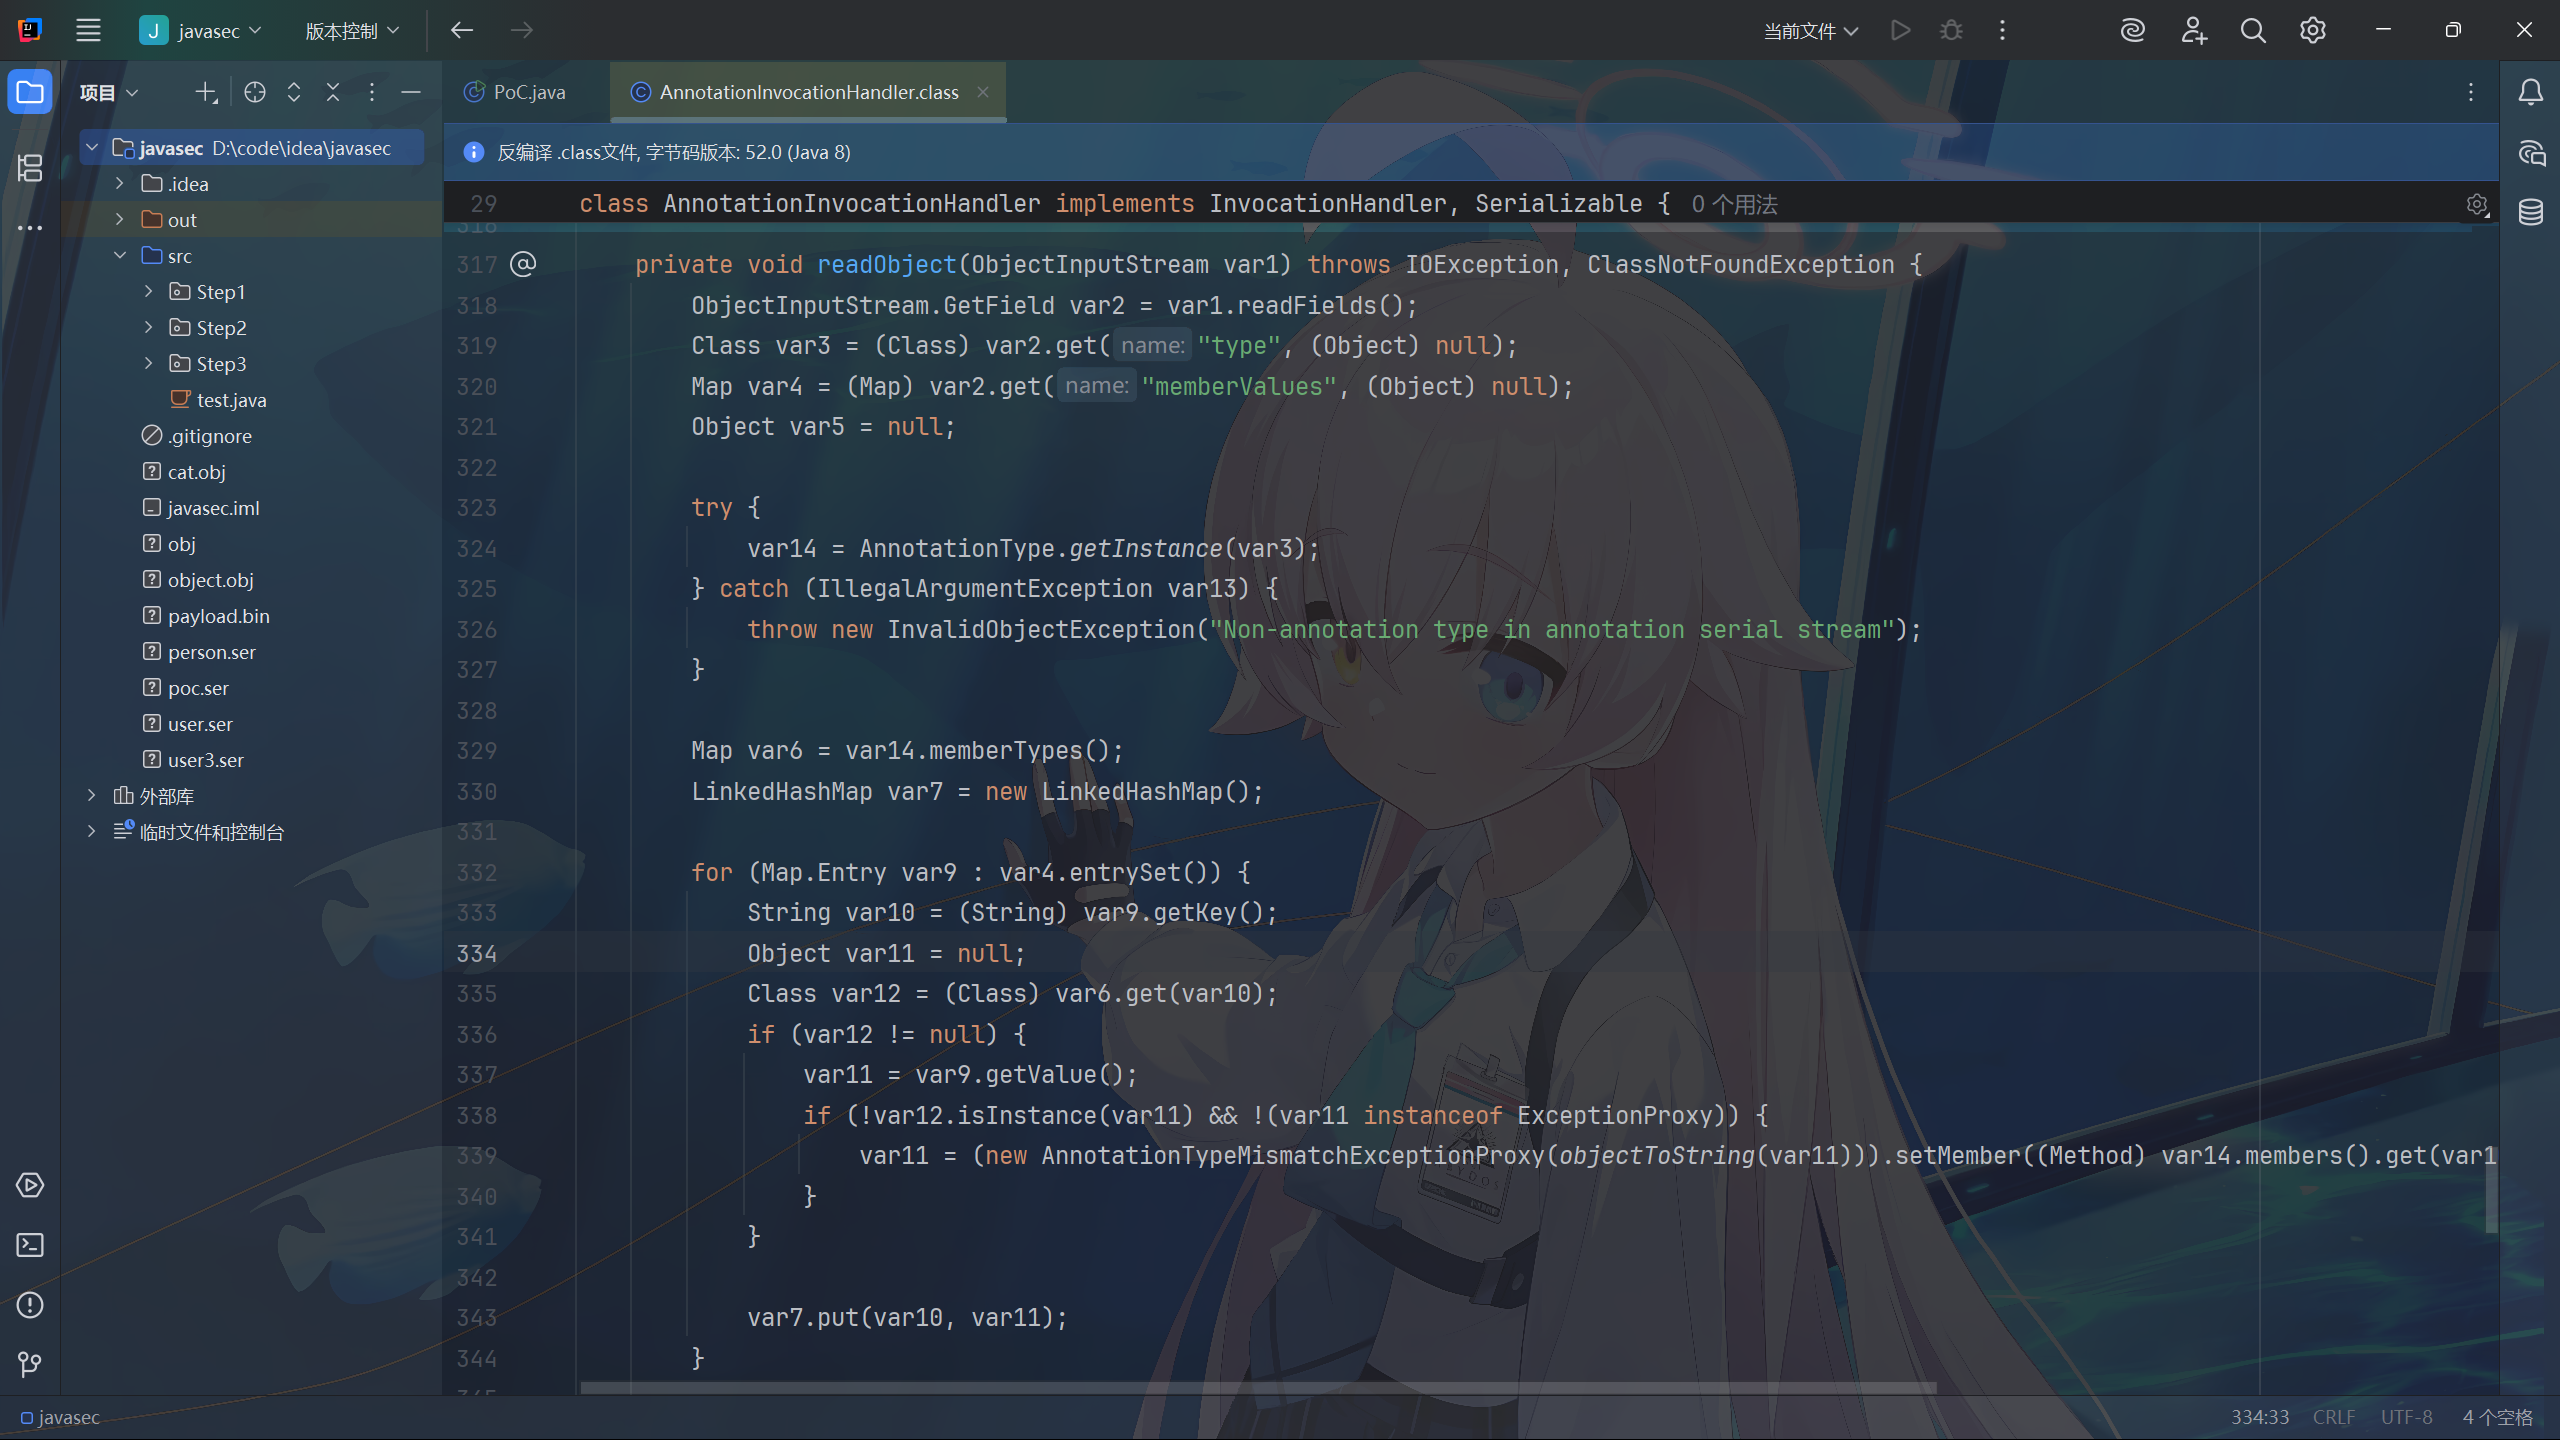 javasec
版本控制
当前文件
项目
PoC.java
AnnotationInvocationHandler.class
javasec D:\code\idea\javasec
.idea
out
src
Step1
Step2
Step3
test.java
.gitignore
cat.obj
javasec.iml
obj
object.obj
payload.bin
person.ser
poc.ser
user.ser
user3.ser
外部库
临时文件和控制台
反编译 .class文件, 字节码版本: 52.0 (Java 8)
29 class AnnotationInvocationHandler implements InvocationHandler, Serializable { 0 个用法
317 private void readObject(ObjectInputStream var1) throws IOException, ClassNotFoundException {
318 ObjectInputStream.GetField var2 = var1.readFields();
319 Class var3 = (Class) var2.get( name: "type", (Object) null);
320 Map var4 = (Map) var2.get( name: "memberValues", (Object) null);
321 Object var5 = null;
322
323 try {
324 var14 = AnnotationType.getInstance(var3);
325 } catch (IllegalArgumentException var13) {
326 throw new InvalidObjectException("Non-annotation type in annotation serial stream");
327 }
328
329 Map var6 = var14.memberTypes();
330 LinkedHashMap var7 = new LinkedHashMap();
331
332 for (Map.Entry var9 : var4.entrySet()) {
333 String var10 = (String) var9.getKey();
334 Object var11 = null;
335 Class var12 = (Class) var6.get(var10);
336 if (var12 != null) {
337 var11 = var9.getValue();
338 if (!var12.isInstance(var11) && !(var11 instanceof ExceptionProxy)) {
339 var11 = (new AnnotationTypeMismatchExceptionProxy(objectToString(var11))).setMember((Method) var14.members().get(var1
340 }
341 }
342
343 var7.put(var10, var11);
344 }
javasec
334:33 CRLF UTF-8 4 个空格